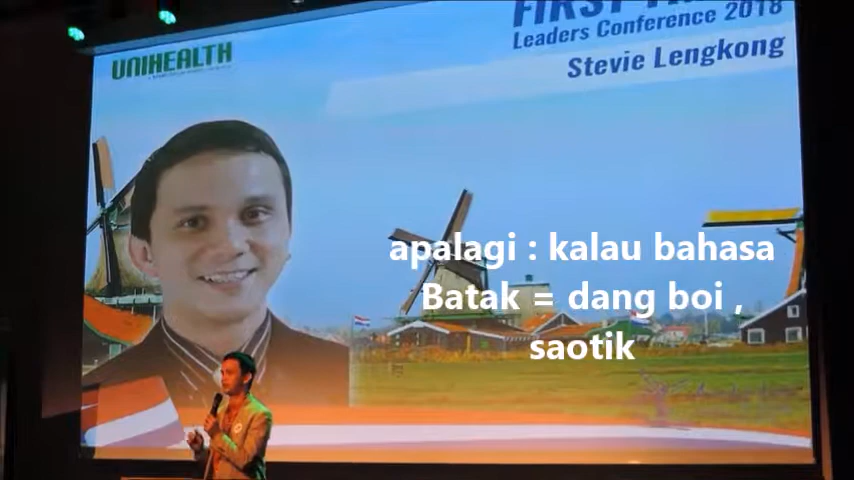 UNIHEALTH
FIRST
Leaders Conference 2018
Stevie Lengkong
apalagi : kalau bahasa
Batak = dang boi ,
saotik